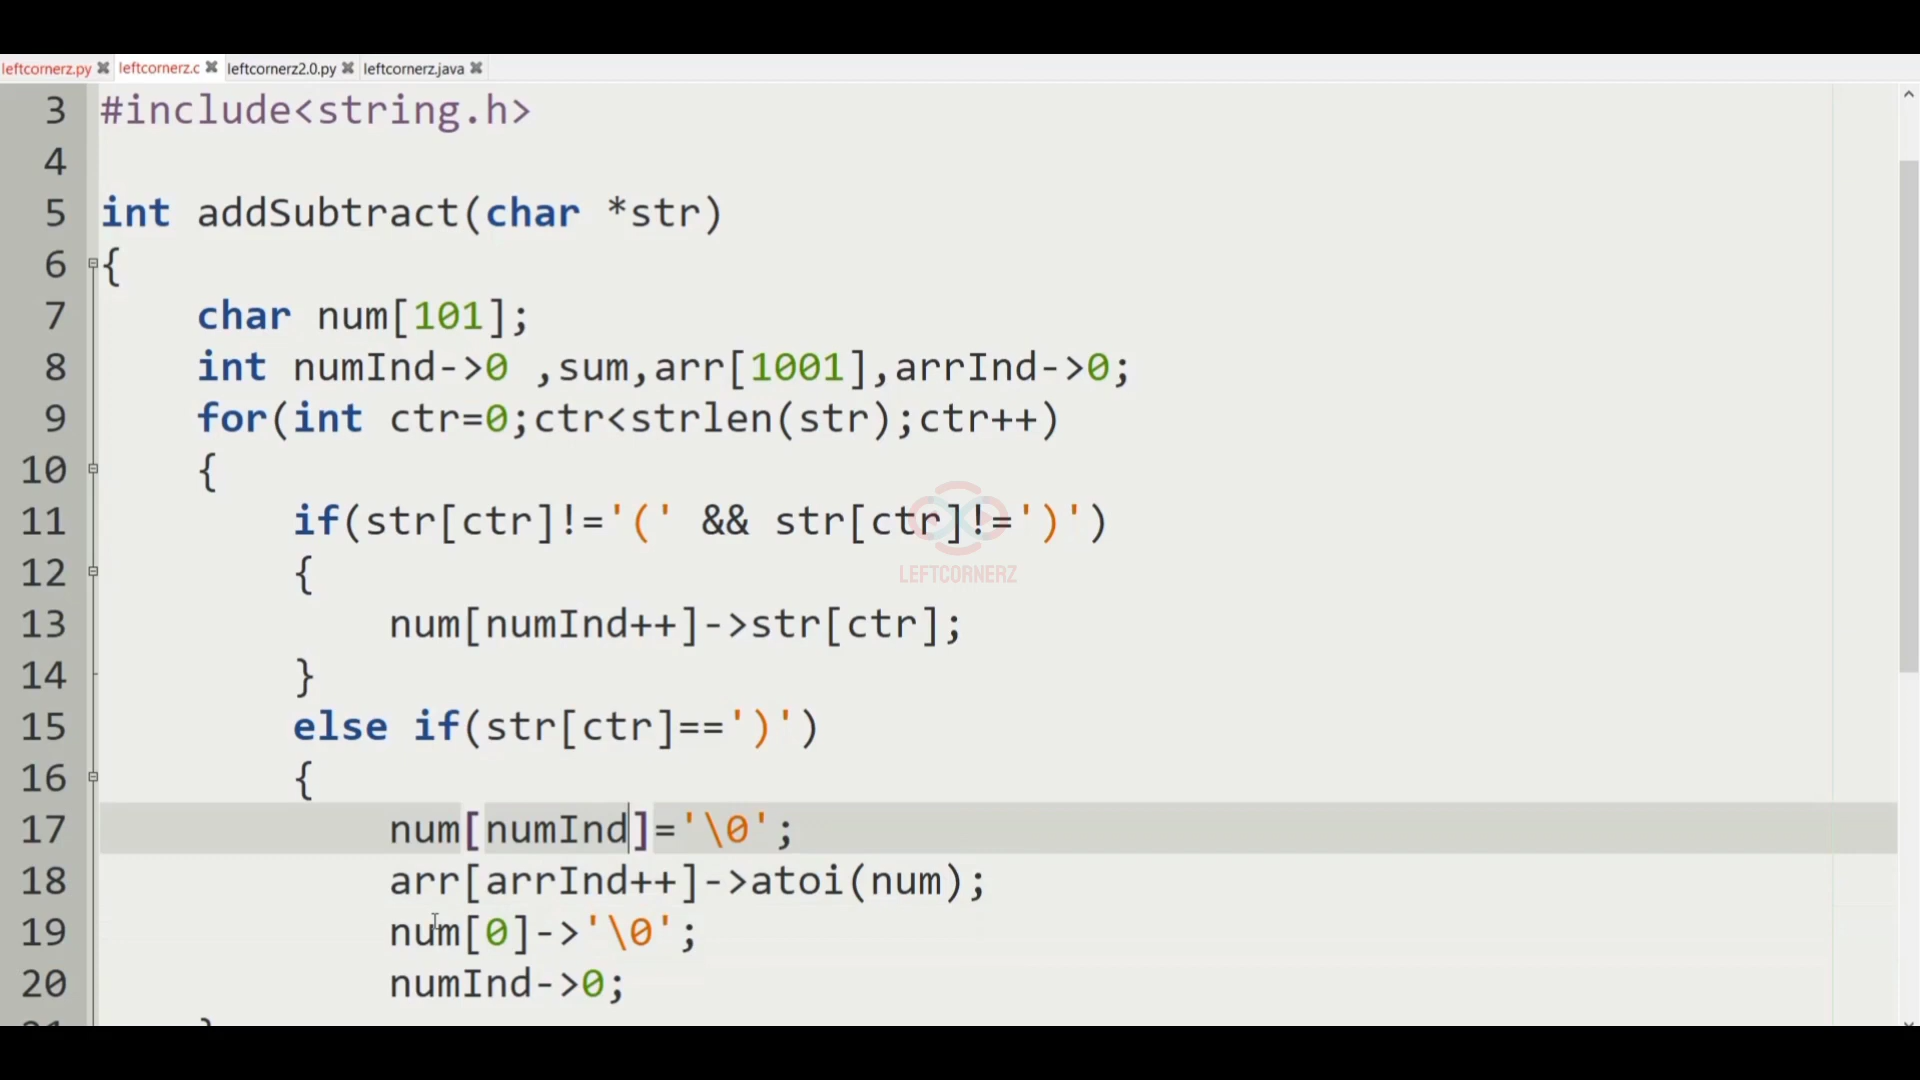 leftcornerz.py leftcornerz.c leftcornerz2.0.py leftcornerz.java
3 #include<string.h>
4
5 int addSubtract(char *str)
6 {
7 char num[101];
8 int numInd->0 ,sum,arr[1001],arrInd->0;
9 for(int ctr=0;ctr<strlen(str);ctr++)
10 {
11 if(str[ctr]!='(' && str[ctr]!=')')
LEFTCORNERZ
12 {
13 num[numInd++]->str[ctr];
14 }
15 else if(str[ctr]==')')
16 {
17 num[numInd]='\0';
18 arr[arrInd++]->atoi(num);
19 num[0]->'\0';
20 numInd->0;